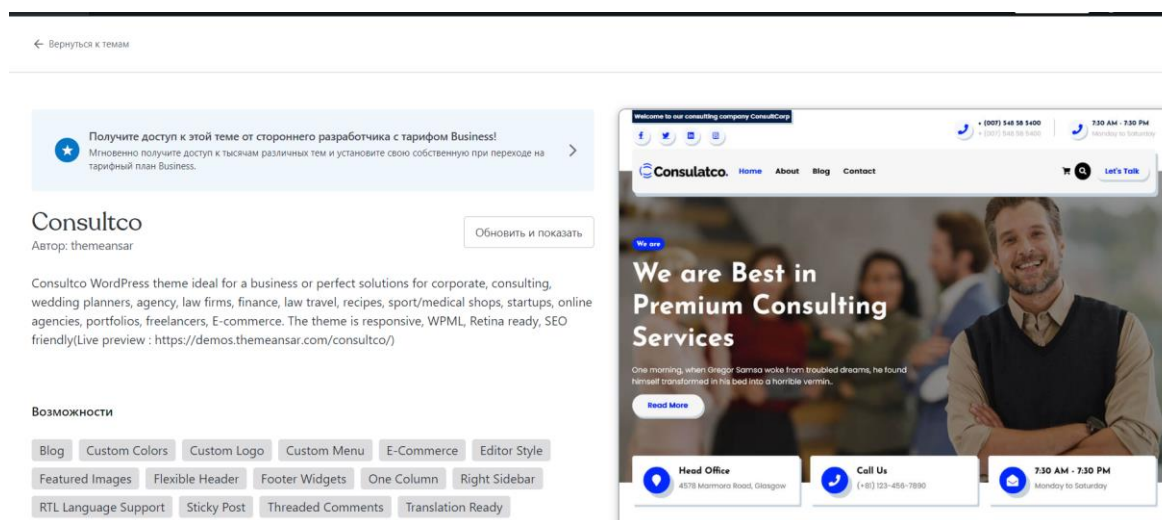 ← Вернуться к темам
Получите доступ к этой теме от стороннего разработчика с тарифом Business!
Мгновенно получите доступ к тысячам различных тем и установите свою собственную при переходе на
тарифный план Business.
Consultco
Автор: themeansar
Обновить и показать
Consultco WordPress theme ideal for a business or perfect solutions for corporate, consulting,
wedding planners, agency, law firms, finance, law travel, recipes, sport/medical shops, startups, online
agencies, portfolios, freelancers, E-commerce. The theme is responsive, WPML, Retina ready, SEO
friendly(Live preview : https://demos.themeansar.com/consultco/)
Возможности
Blog Custom Colors Custom Logo Custom Menu E-Commerce Editor Style
Featured Images Flexible Header Footer Widgets One Column Right Sidebar
RTL Language Support Sticky Post Threaded Comments Translation Ready
Welcome to our consulting company ConsultCorp
+ (007) 548 58 5400
+ (007) 548 58 5400
7:30 AM - 7:30 PM
Monday to Saturday
Consulatco. Home About Blog Contact Let's Talk
We are
We are Best in
Premium Consulting
Services
One morning, when Gregor Samsa woke from troubled dreams, he found
himself transformed in his bed into a horrible vermin..
Read More
Head Office
4578 Marmora Road, Glasgow
Call Us
(+81) 123-456-7890
7:30 AM - 7:30 PM
Monday to Saturday